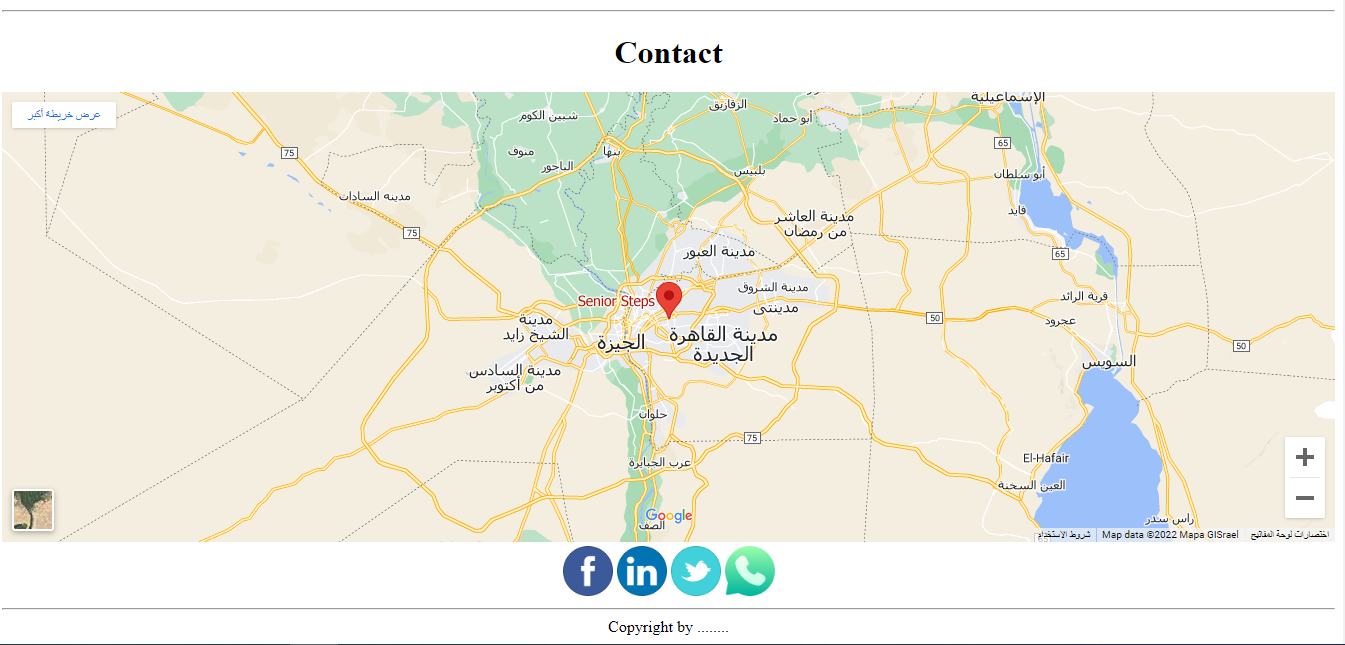 Contact
عرض خريطة أكبر
الإسماعيلية
الزقازيق
شبين الكوم
أبو حماد
65
75
منوف
بنها
الباجور
بلبيس
أبو سلطان
مدينة السادات
فايد
مدينة العاشر
من رمضان
75
مدينة العبور
65
مدينة الشروق
قرية الرائد
Senior Steps
مدينتي
مدينة
الشيخ زايد
50
عجرود
مدينة القاهرة
الجديدة
الجيزة
50
السويس
مدينة السادس
من أكتوبر
حلوان
75
عرب الجبايرة
El-Hafair
العين السخنة
Google
الصف
راس سدر
اختصارات لوحة المفاتيح
Map data ©2022 Mapa GISrael
شروط الاستخدام
f
in
Copyright by ........